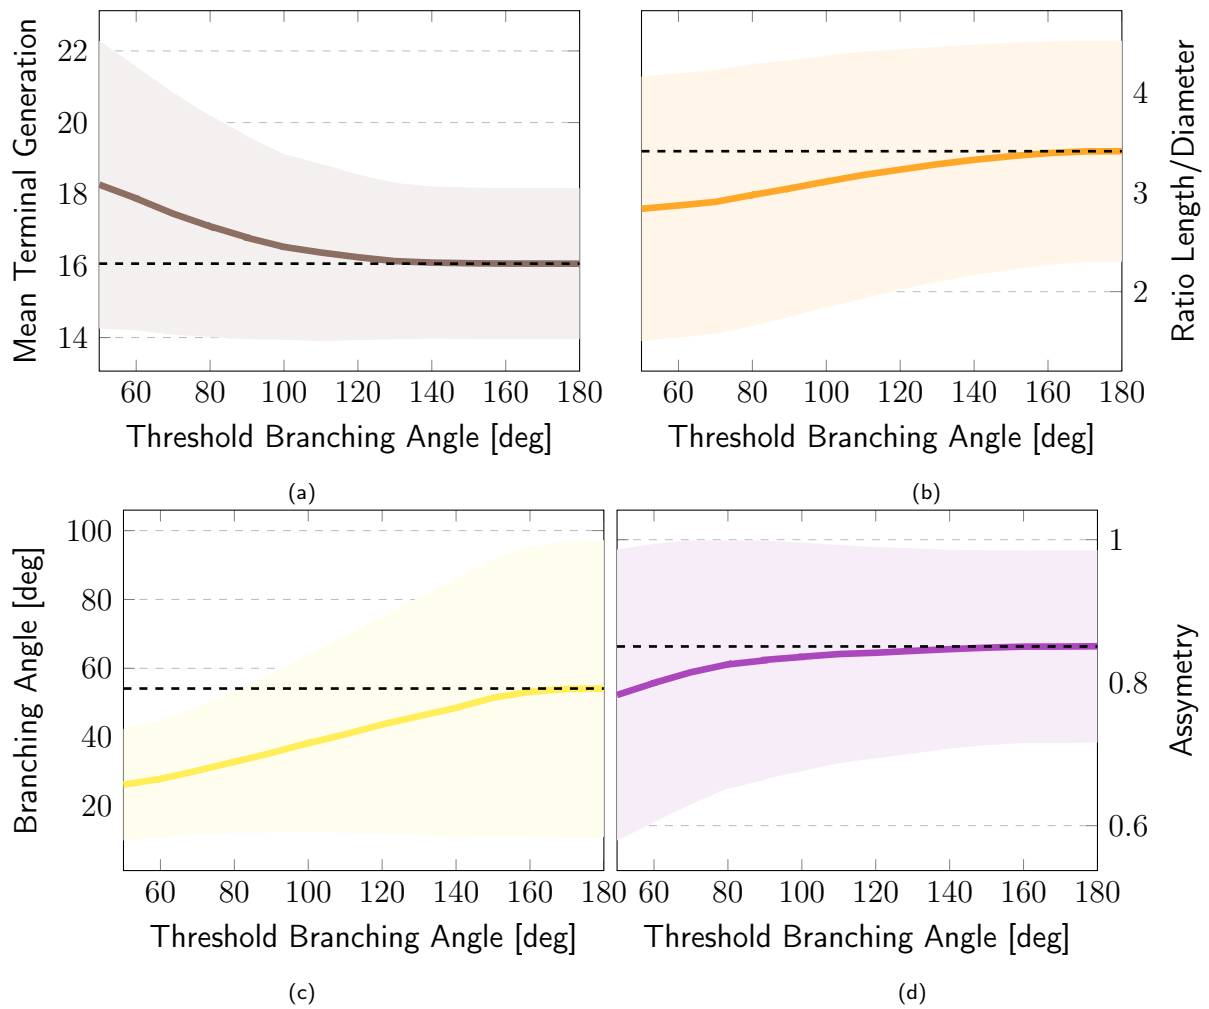 Mean Terminal Generation
22
20
18
16
14
60 80 100 120 140 160 180
Threshold Branching Angle [deg]
(a)
Ratio Length/Diameter
4
3
2
60 80 100 120 140 160 180
Threshold Branching Angle [deg]
(b)
Branching Angle [deg]
100
80
60
40
20
60 80 100 120 140 160 180
Threshold Branching Angle [deg]
(c)
Assymetry
1
0.8
0.6
60 80 100 120 140 160 180
Threshold Branching Angle [deg]
(d)